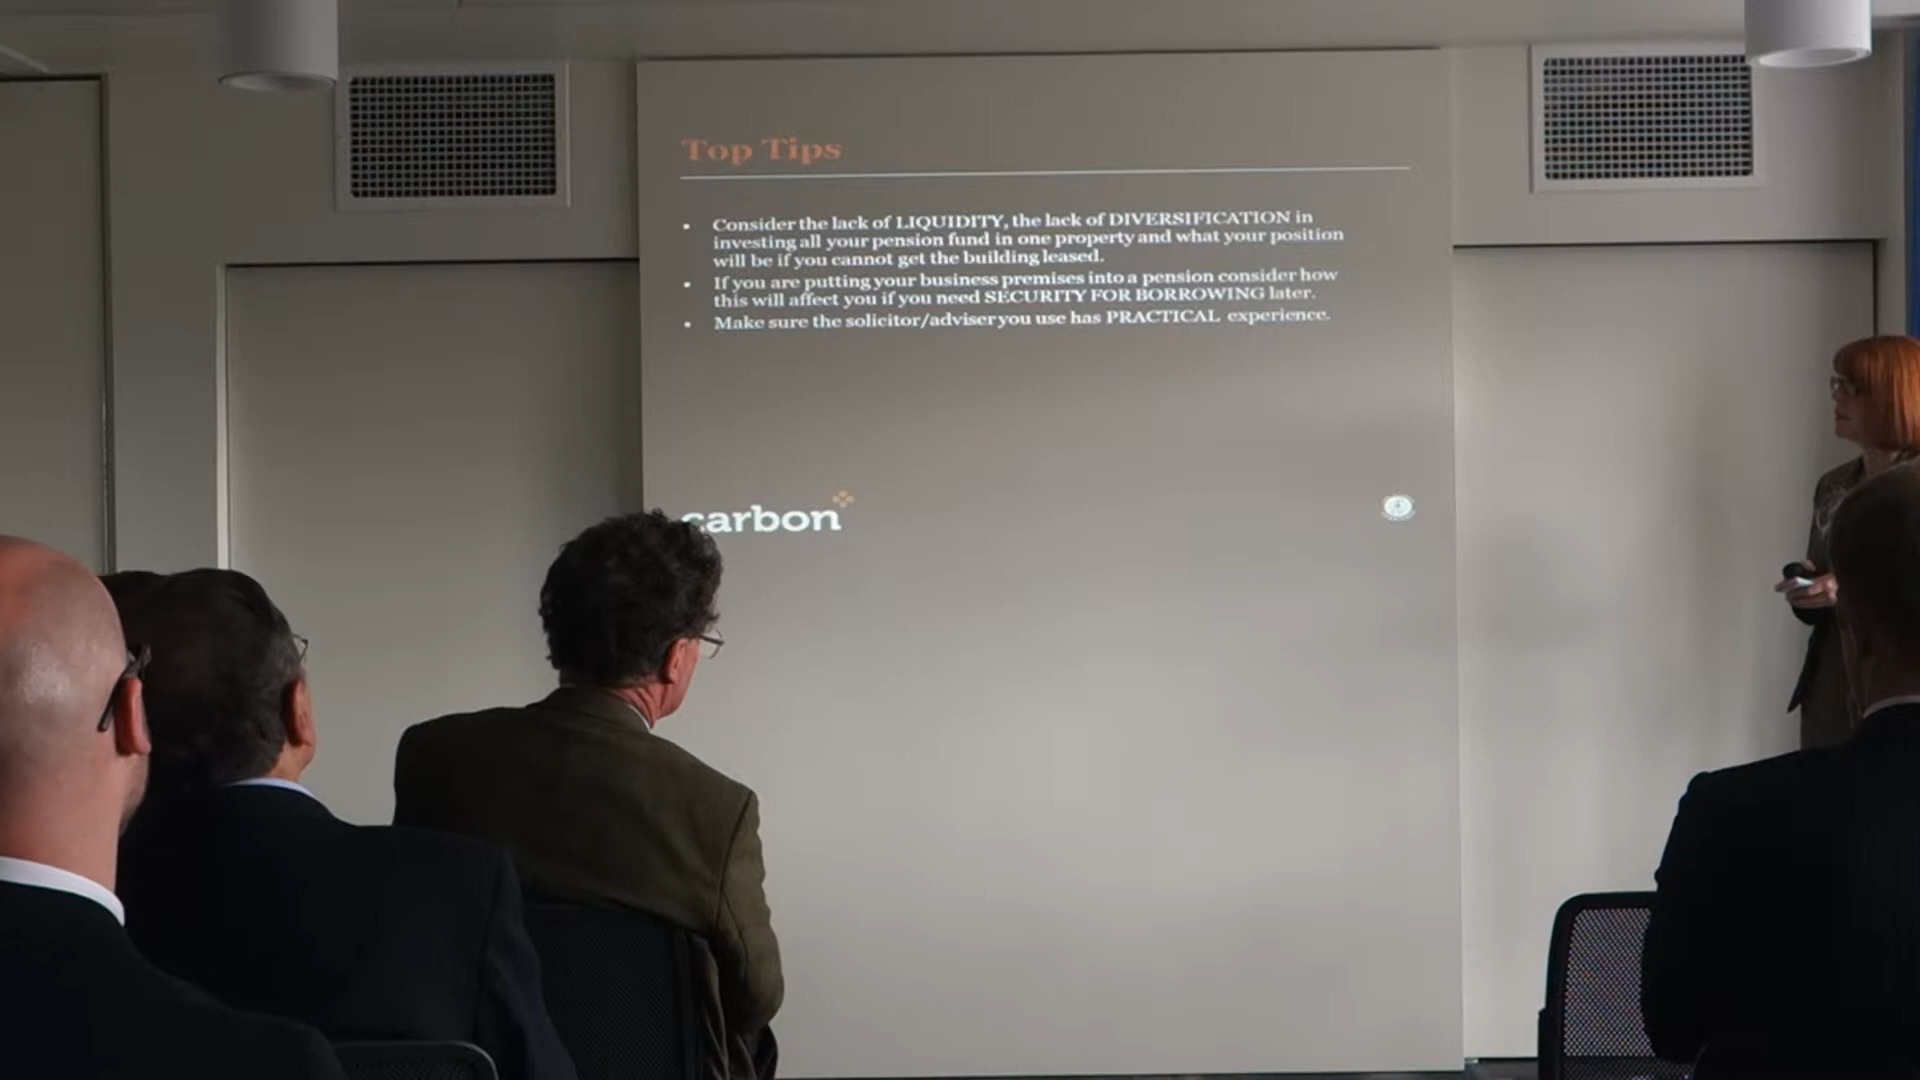 Top Tips
• Consider the lack of LIQUIDITY, the lack of DIVERSIFICATION in
investing all your pension fund in one property and what your position
will be if you cannot get the building leased.
• If you are putting your business premises into a pension consider how
this will affect you if you need SECURITY FOR BORROWING later.
• Make sure the solicitor/adviser you use has PRACTICAL experience.
carbon